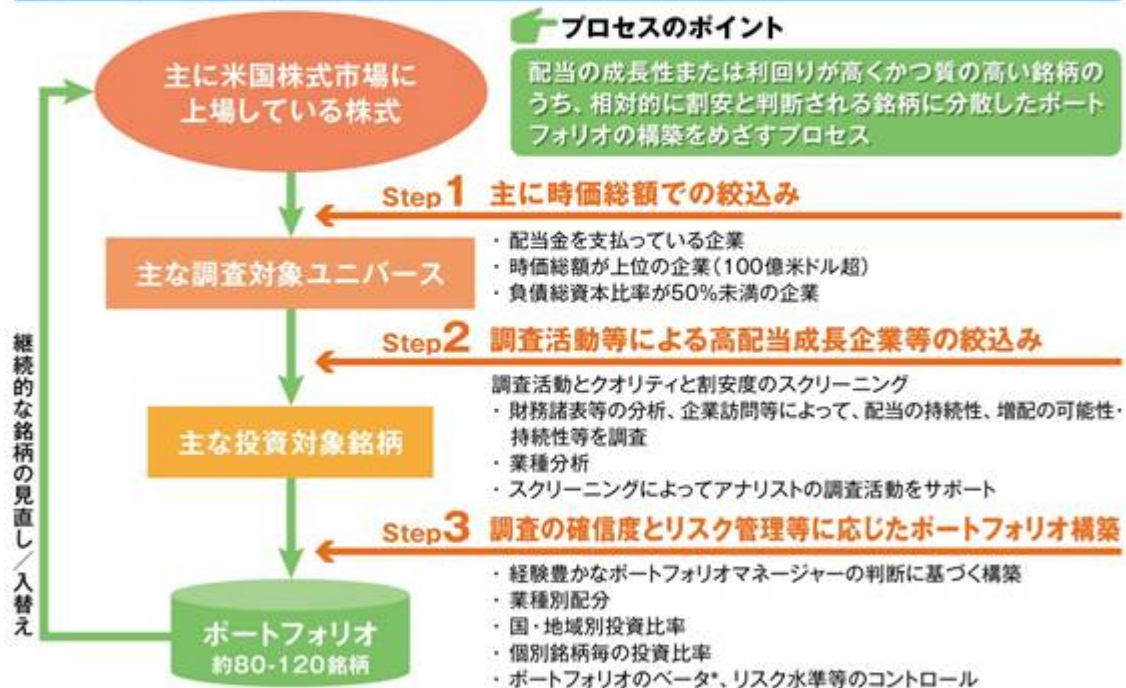 プロセスのポイント
主に米国株式市場に
上場している株式
配当の成長性または利回りが高くかつ質の高い銘柄の
うち、相対的に割安と判断される銘柄に分散したポート
フォリオの構築をめざすプロセス
Step1 主に時価総額での絞込み
・配当金を支払っている企業
・時価総額が上位の企業（100億米ドル超）
・負債総資本比率が50%未満の企業
主な調査対象ユニバース
Step2 調査活動等による高配当成長企業等の絞込み
調査活動とクオリティと割安度のスクリーニング
・財務諸表等の分析、企業訪問等によって、配当の持続性、増配の可能性・
持続性等を調査
・業種分析
・スクリーニングによってアナリストの調査活動をサポート
主な投資対象銘柄
Step3 調査の確信度とリスク管理等に応じたポートフォリオ構築
・経験豊かなポートフォリオマネージャーの判断に基づく構築
・業種別配分
・国・地域別投資比率
・個別銘柄毎の投資比率
・ポートフォリオのベータ*、リスク水準等のコントロール
ポートフォリオ
約80-120銘柄
継続的な銘柄の見直し／入替え